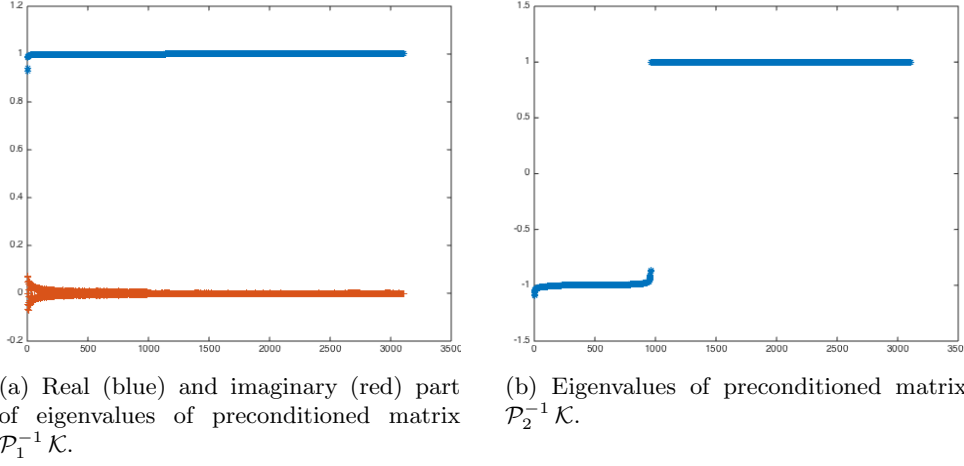 1.2
1
0.8
0.6
0.4
0.2
0
-0.2
0 500 1000 1500 2000 2500 3000 3500
1.5
1
0.5
0
-0.5
-1
-1.5
0 500 1000 1500 2000 2500 3000 350
(a) Real (blue) and imaginary (red) part
of eigenvalues of preconditioned matrix
𝒫₁⁻¹ 𝒦.
(b) Eigenvalues of preconditioned matrix
𝒫₂⁻¹ 𝒦.